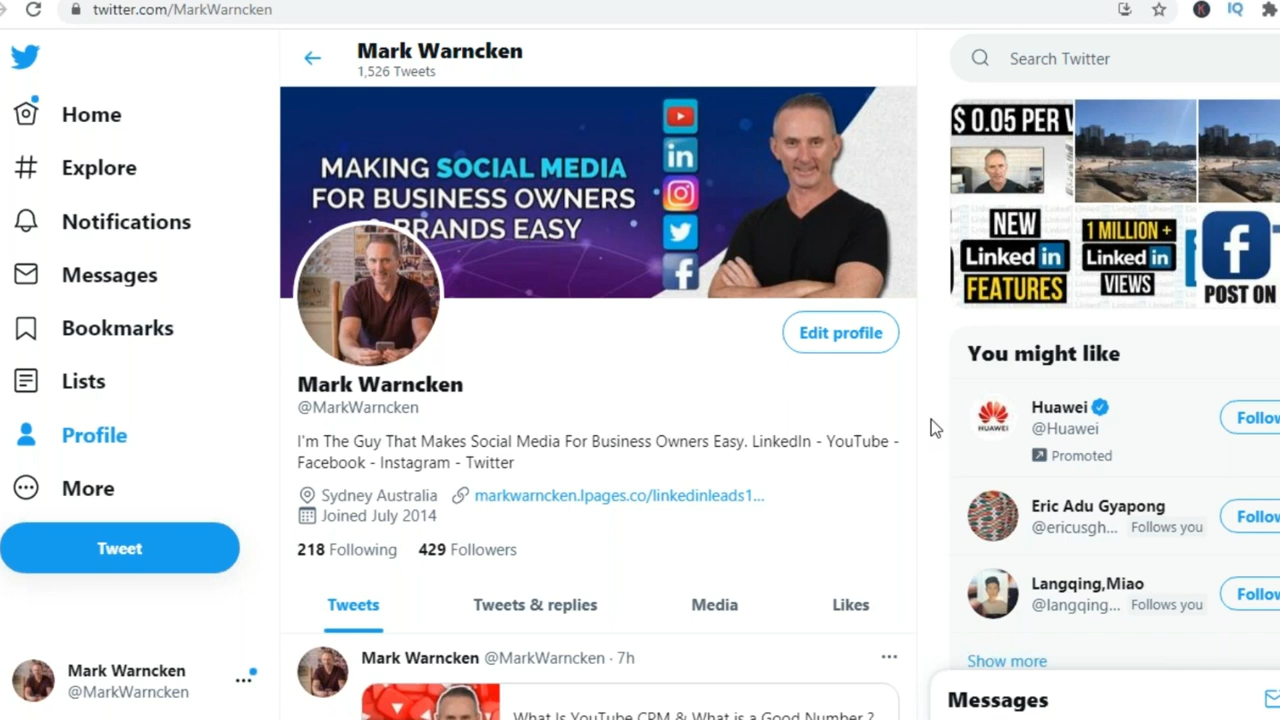 twitter.com/MarkWarncken
IQ
Home
Explore
Notifications
Messages
Bookmarks
Lists
Profile
More
Tweet
Mark Warncken
@MarkWarncken
Mark Warncken
1,526 Tweets
MAKING SOCIAL MEDIA
FOR BUSINESS OWNERS
BRANDS EASY
in
f
Edit profile
Mark Warncken
@MarkWarncken
I'm The Guy That Makes Social Media For Business Owners Easy. LinkedIn - YouTube -
Facebook - Instagram - Twitter
Sydney Australia markwarncken.lpages.co/linkedinleads1...
Joined July 2014
218 Following 429 Followers
Tweets Tweets & replies Media Likes
Mark Warncken @MarkWarncken · 7h
What Is YouTube CPM & What is a Good Number ?
Search Twitter
$ 0.05 PER
NEW
Linked in
FEATURES
1 MILLION +
Linked in
VIEWS
f
POST ON
You might like
HUAWEI
Huawei
@Huawei
Promoted
Follow
Eric Adu Gyapong
@ericusgh... Follows you
Follow
Langqing,Miao
@langqing... Follows you
Follow
Show more
Messages